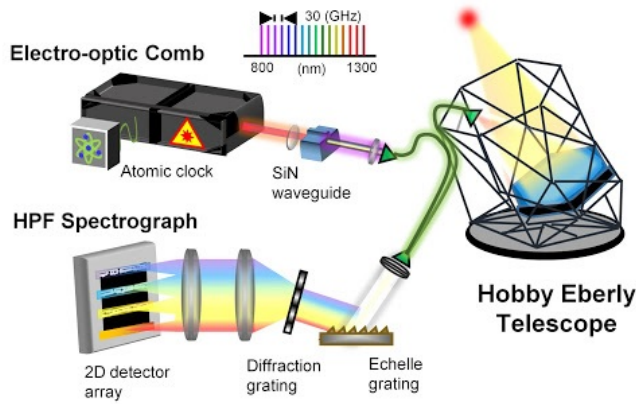 30 (GHz)
Electro-optic Comb
800 (nm) 1300
Atomic clock
SiN
waveguide
HPF Spectrograph
Hobby Eberly
Telescope
2D detector
array
Diffraction
grating
Echelle
grating